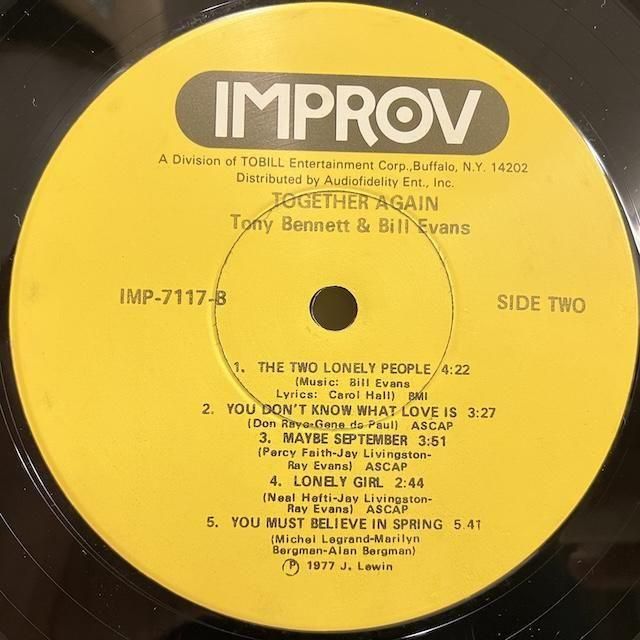 IMPROV
A Division of TOBILL Entertainment Corp.,Buffalo, N.Y. 14202
Distributed by Audiofidelity Ent., Inc.
TOGETHER AGAIN
Tony Bennett & Bill Evans
IMP-7117-B
SIDE TWO
1. THE TWO LONELY PEOPLE 4:22
(Music: Bill Evans
Lyrics: Carol Hall) BMI
2. YOU DON'T KNOW WHAT LOVE IS 3:27
(Don Raye-Gene de Paul) ASCAP
3. MAYBE SEPTEMBER 3:51
(Percy Faith-Jay Livingston-
Ray Evans) ASCAP
4. LONELY GIRL 2:44
(Neal Hefti-Jay Livingston-
Ray Evans) ASCAP
5. YOU MUST BELIEVE IN SPRING 5.41
(Michel Legrand-Marilyn
Bergman-Alan Bergman)
℗ 1977 J. Lewin